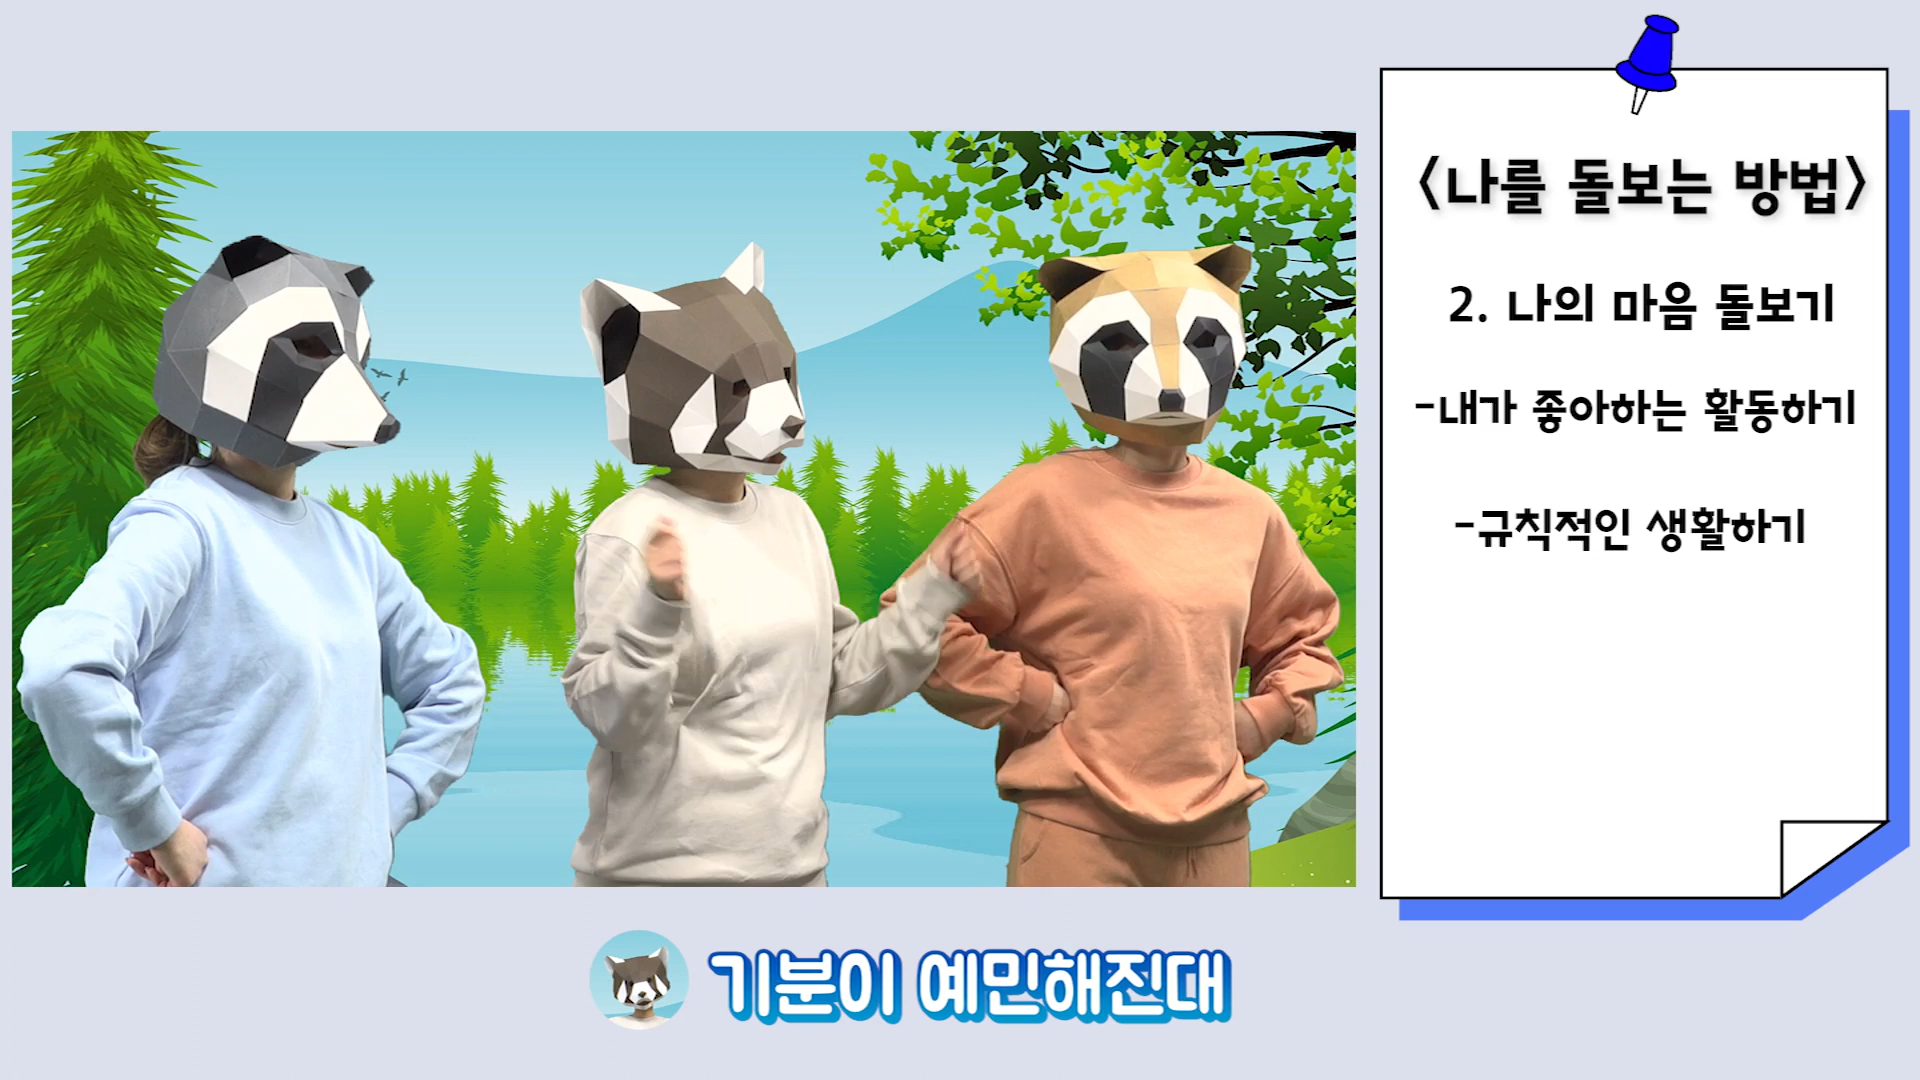 〈나를 돌보는 방법〉
2. 나의 마음 돌보기
-내가 좋아하는 활동하기
-규칙적인 생활하기
기분이 예민해진대